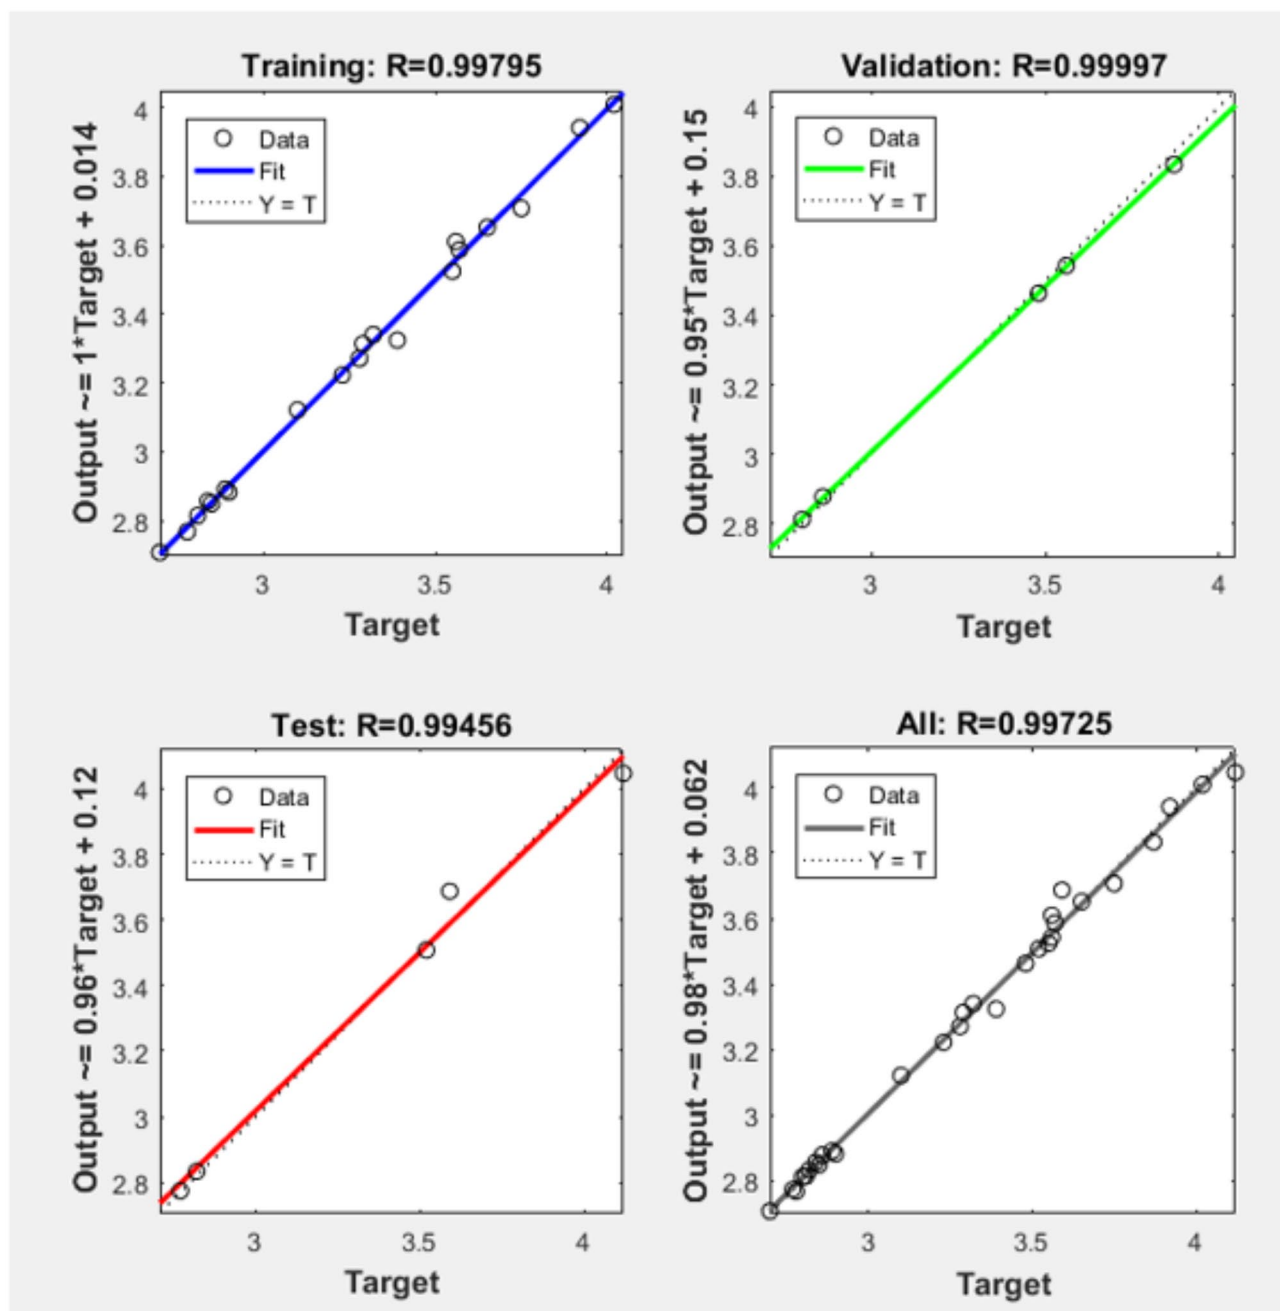 Training: R=0.99795
Output ~= 1*Target + 0.014
4
3.8
3.6
3.4
3.2
3
2.8
Data
Fit
Y = T
3
3.5
4
Target
Validation: R=0.99997
Output ~= 0.95*Target + 0.15
4
3.8
3.6
3.4
3.2
3
2.8
Data
Fit
Y = T
3
3.5
4
Target
Test: R=0.99456
Output ~= 0.96*Target + 0.12
4
3.8
3.6
3.4
3.2
3
2.8
Data
Fit
Y = T
3
3.5
4
Target
All: R=0.99725
Output ~= 0.98*Target + 0.062
4
3.8
3.6
3.4
3.2
3
2.8
Data
Fit
Y = T
3
3.5
4
Target